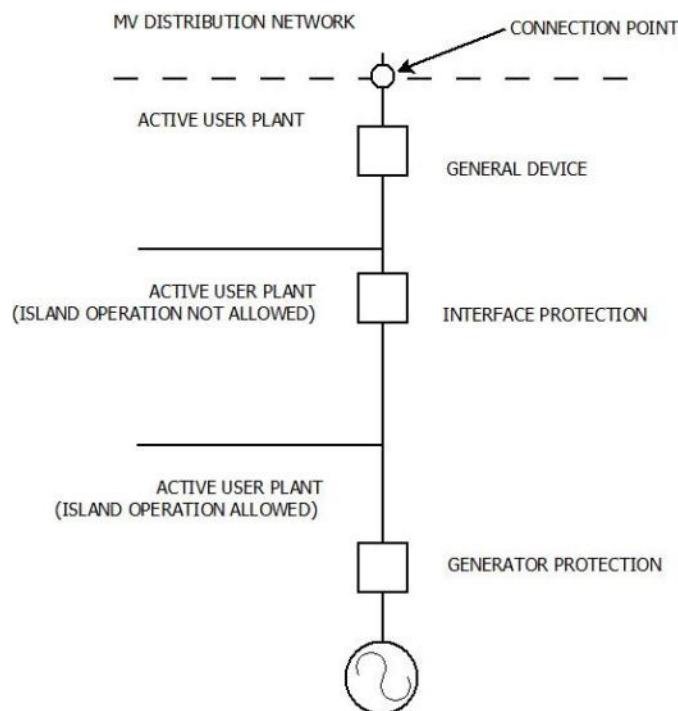 MV DISTRIBUTION NETWORK
CONNECTION POINT
ACTIVE USER PLANT
GENERAL DEVICE
ACTIVE USER PLANT
(ISLAND OPERATION NOT ALLOWED)
INTERFACE PROTECTION
ACTIVE USER PLANT
(ISLAND OPERATION ALLOWED)
GENERATOR PROTECTION